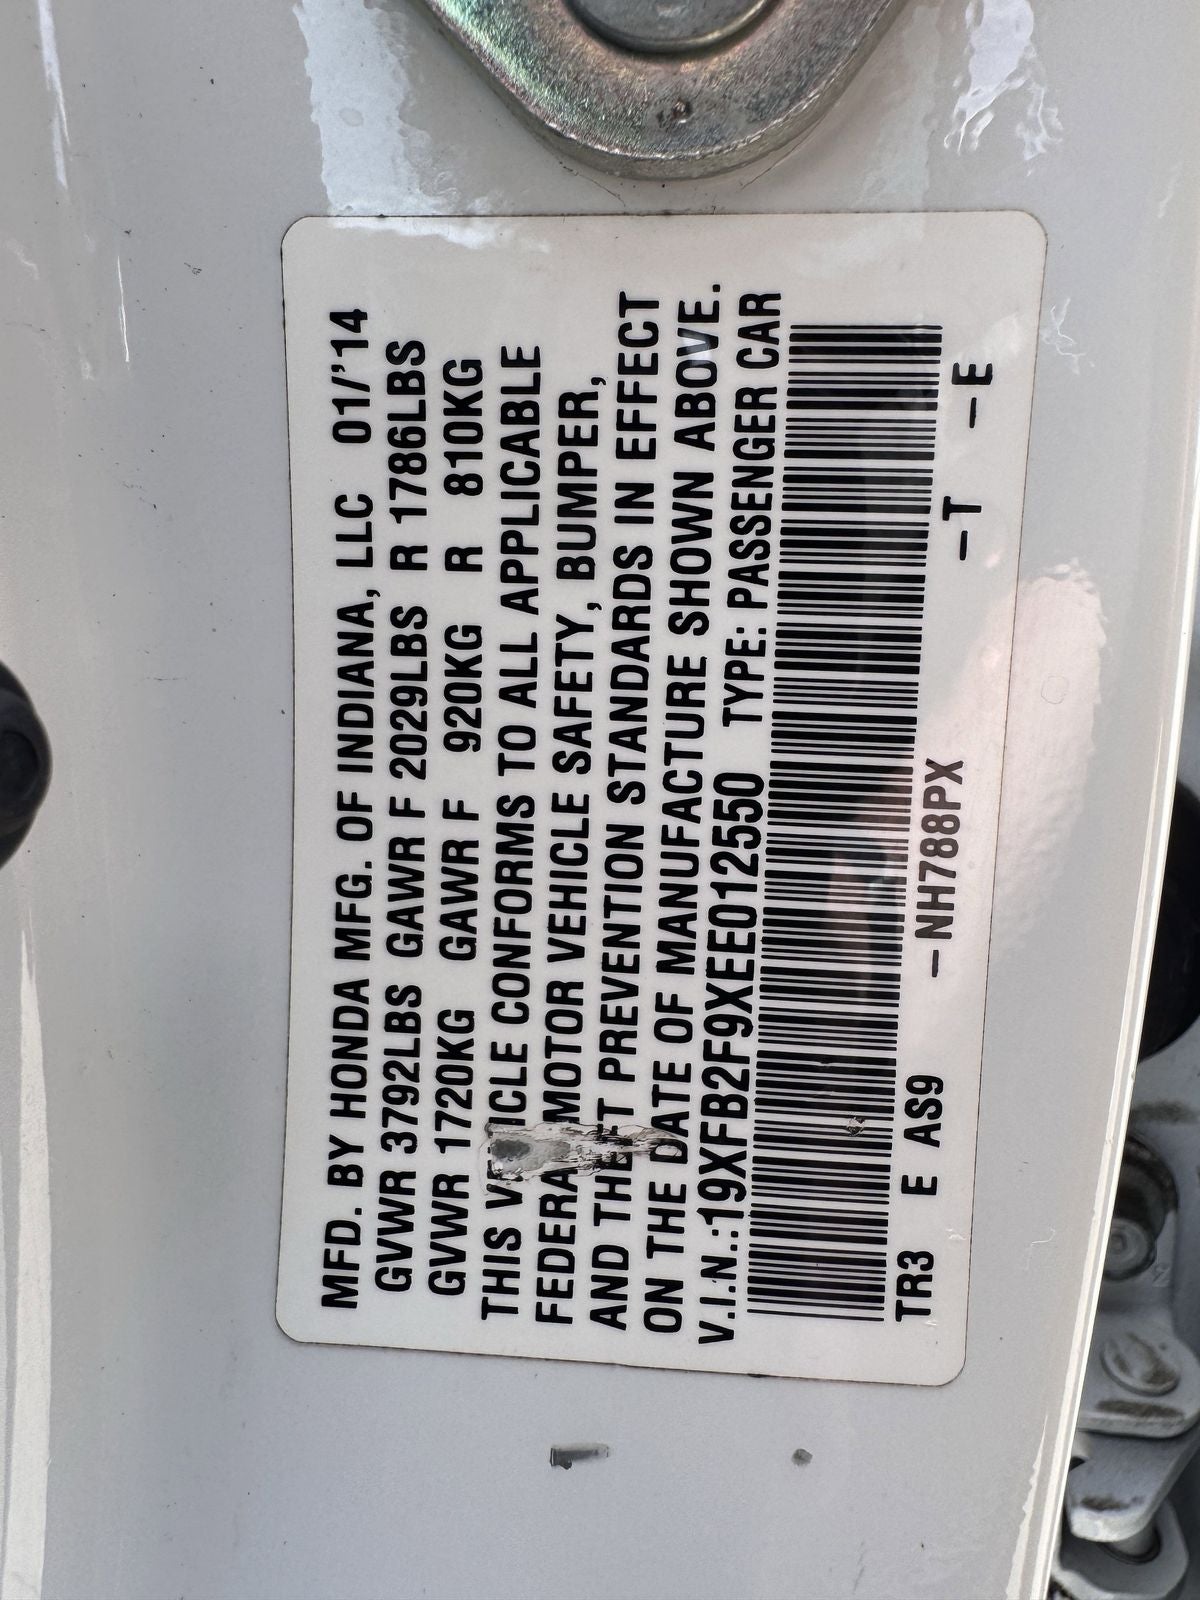 MFD. BY HONDA MFG. OF INDIANA, LLC 01/'14
GVWR 3792LBS GAWR F 2029LBS R 1786LBS
GVWR 1720KG GAWR F 920KG R 810KG
THIS V ICLE CONFORMS TO ALL APPLICABLE
FEDERA MOTOR VEHICLE SAFETY, BUMPER,
AND THE T PREVENTION STANDARDS IN EFFECT
ON THE DATE OF MANUFACTURE SHOWN ABOVE.
V.I.N.:19XFB2F9XEE012550 TYPE: PASSENGER CAR
TR3 E AS9 –NH788PX –T –E